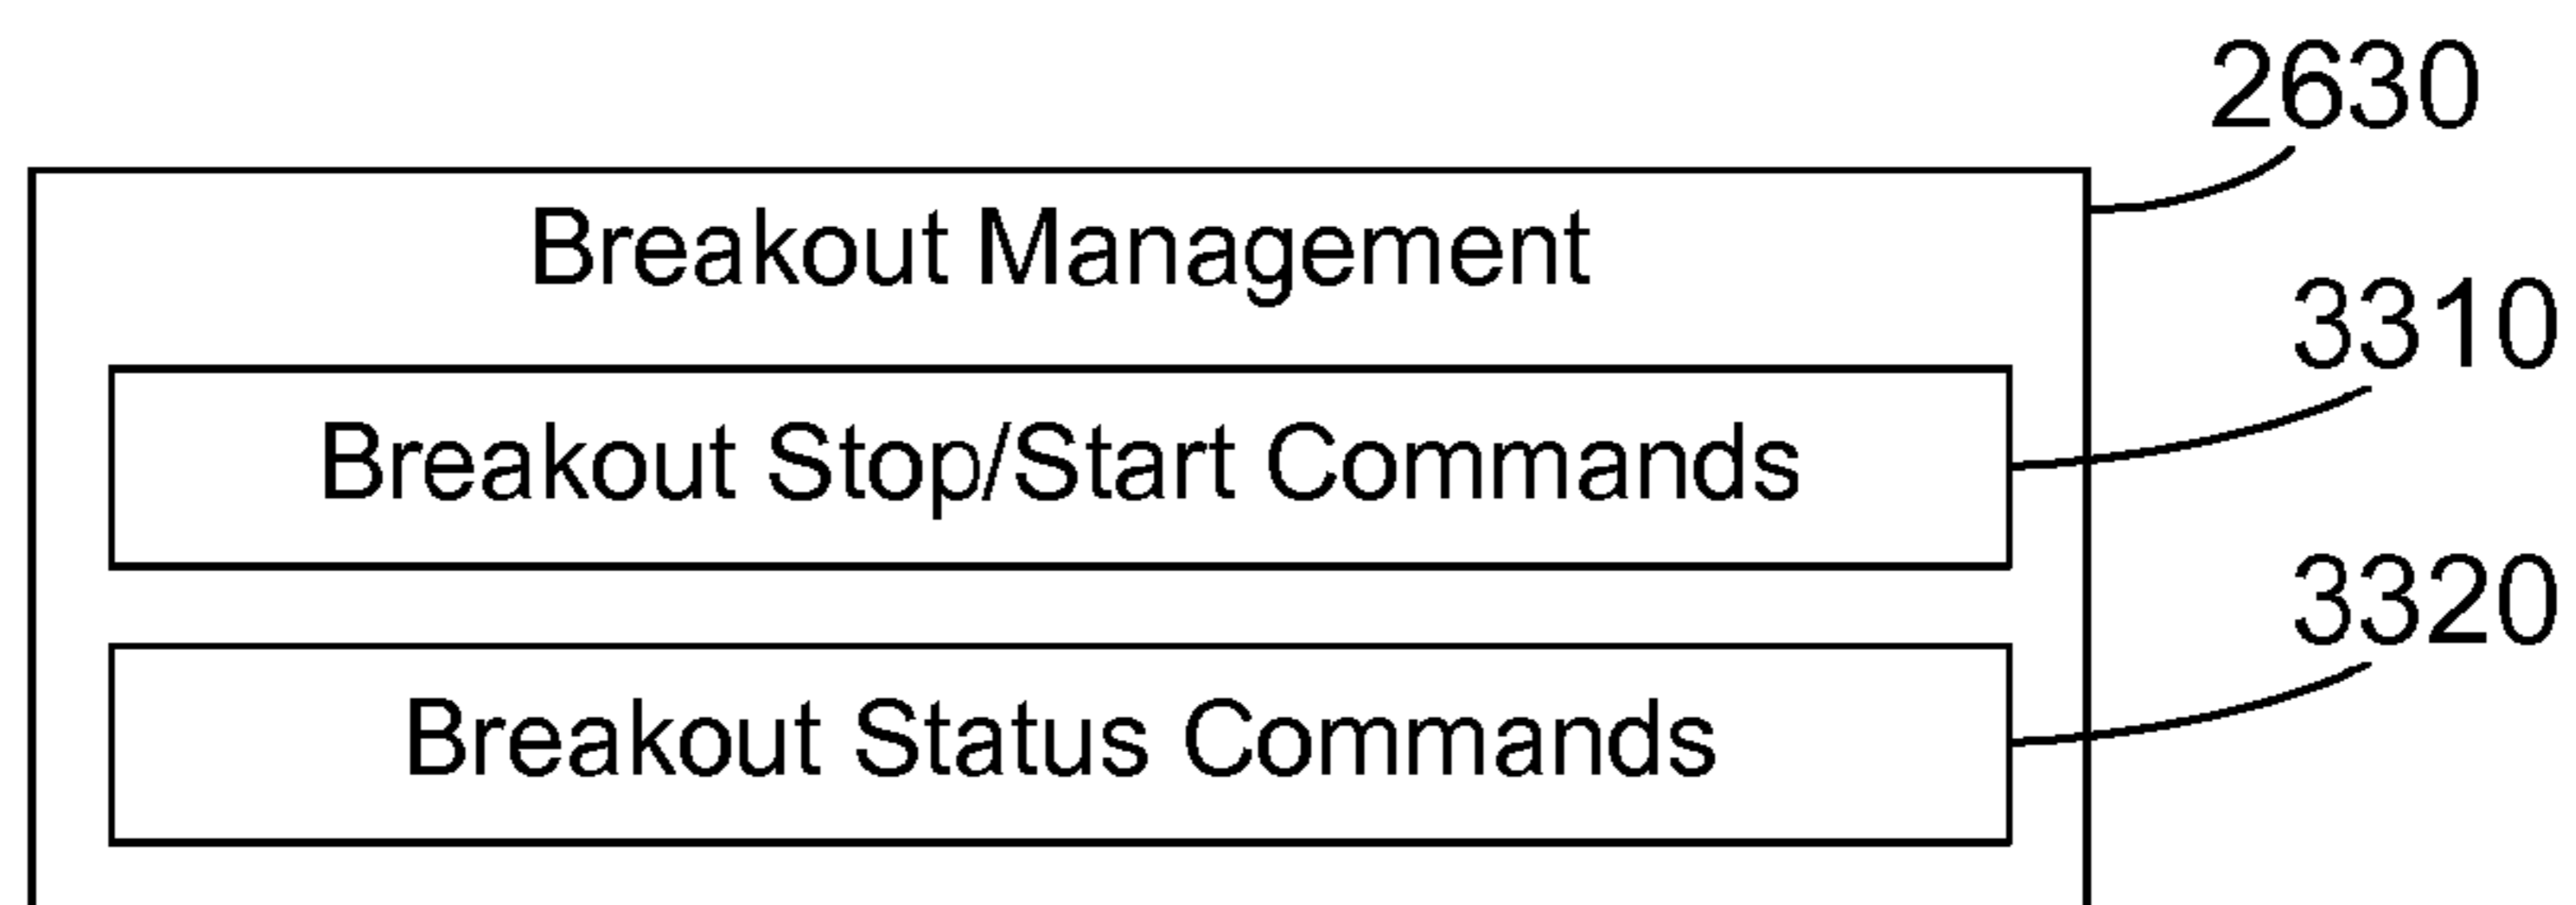 2630
Breakout Management
3310
Breakout Stop/Start Commands
3320
Breakout Status Commands